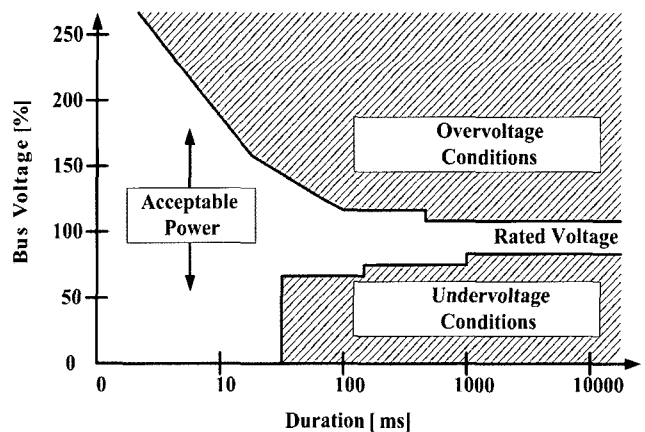 Bus Voltage [%]
250
200
150
100
50
0
Overvoltage
Conditions
Acceptable
Power
Rated Voltage
Undervoltage
Conditions
0
10
100
1000
10000
Duration [ ms]